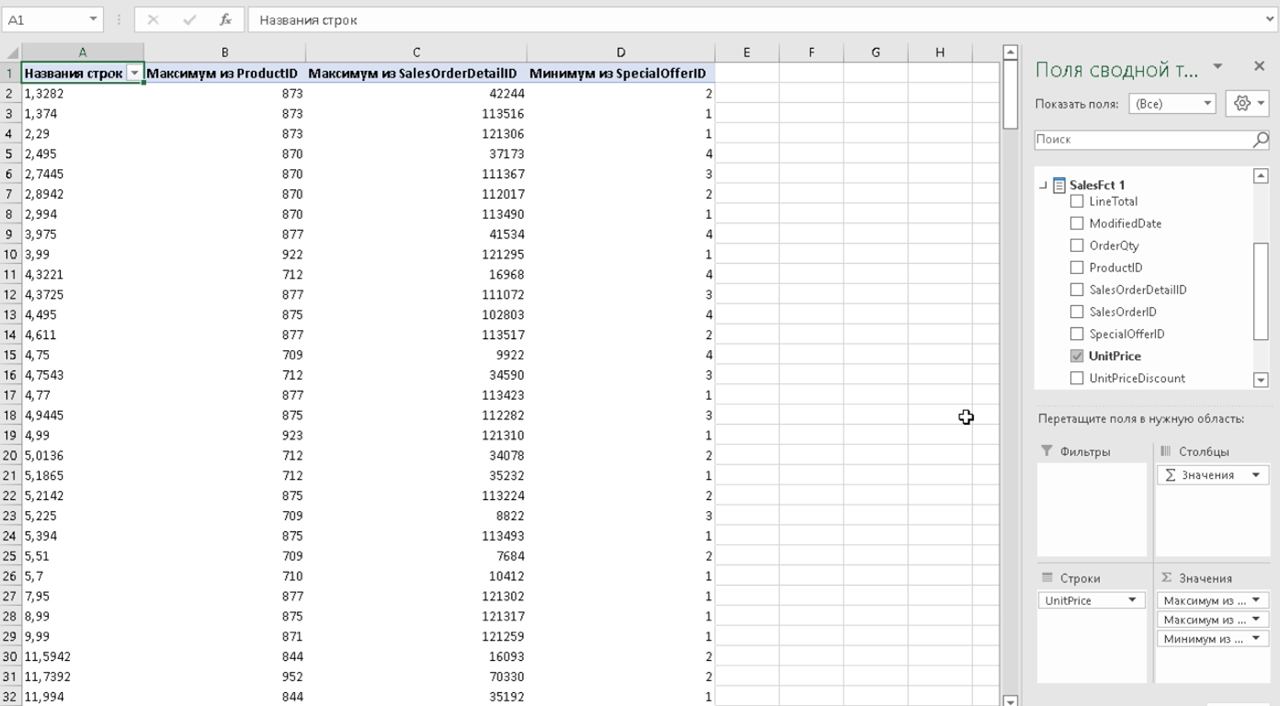 A1
fx
Названия строк
A B C D E F G H
1 Названия строк Максимум из ProductID Максимум из SalesOrderDetailID Минимум из SpecialOfferID
2 1,3282 873 42244 2
3 1,374 873 113516 1
4 2,29 873 121306 1
5 2,495 870 37173 4
6 2,7445 870 111367 3
7 2,8942 870 112017 2
8 2,994 870 113490 1
9 3,975 877 41534 4
10 3,99 922 121295 1
11 4,3221 712 16968 4
12 4,3725 877 111072 3
13 4,495 875 102803 4
14 4,611 877 113517 2
15 4,75 709 9922 4
16 4,7543 712 34590 3
17 4,77 877 113423 1
18 4,9445 875 112282 3
19 4,99 923 121310 1
20 5,0136 712 34078 2
21 5,1865 712 35232 1
22 5,2142 875 113224 2
23 5,225 709 8822 3
24 5,394 875 113493 1
25 5,51 709 7684 2
26 5,7 710 10412 1
27 7,95 877 121302 1
28 8,99 875 121317 1
29 9,99 871 121259 1
30 11,5942 844 16093 2
31 11,7392 952 70330 2
32 11,994 844 35192 1
Поля сводной т...
Показать поля: (Все)
Поиск
SalesFct 1
LineTotal
ModifiedDate
OrderQty
ProductID
SalesOrderDetailID
SalesOrderID
SpecialOfferID
UnitPrice
UnitPriceDiscount
Перетащите поля в нужную область:
Фильтры
Столбцы
Σ Значения
Строки
UnitPrice
Σ Значения
Максимум из ...
Максимум из ...
Минимум из ...